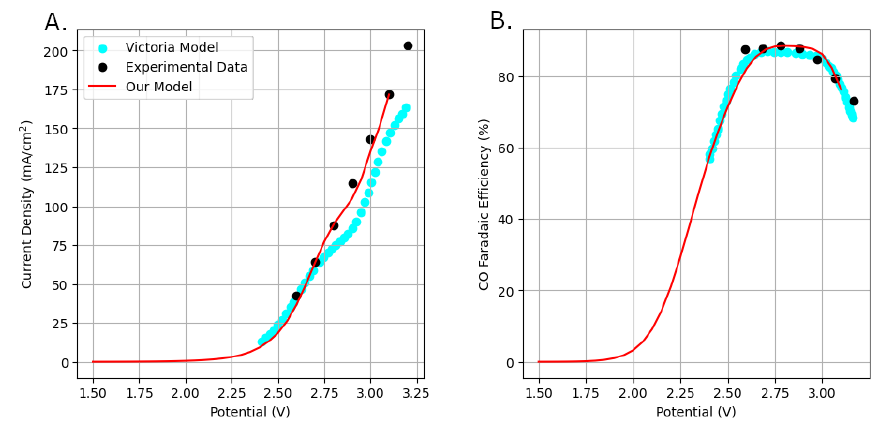 A.
B.
Victoria Model
Experimental Data
Our Model
Current Density (mA/cm²)
200
175
150
125
100
75
50
25
0
1.50 1.75 2.00 2.25 2.50 2.75 3.00 3.25
Potential (V)
CO Faradaic Efficiency (%)
80
60
40
20
0
1.50 1.75 2.00 2.25 2.50 2.75 3.00
Potential (V)